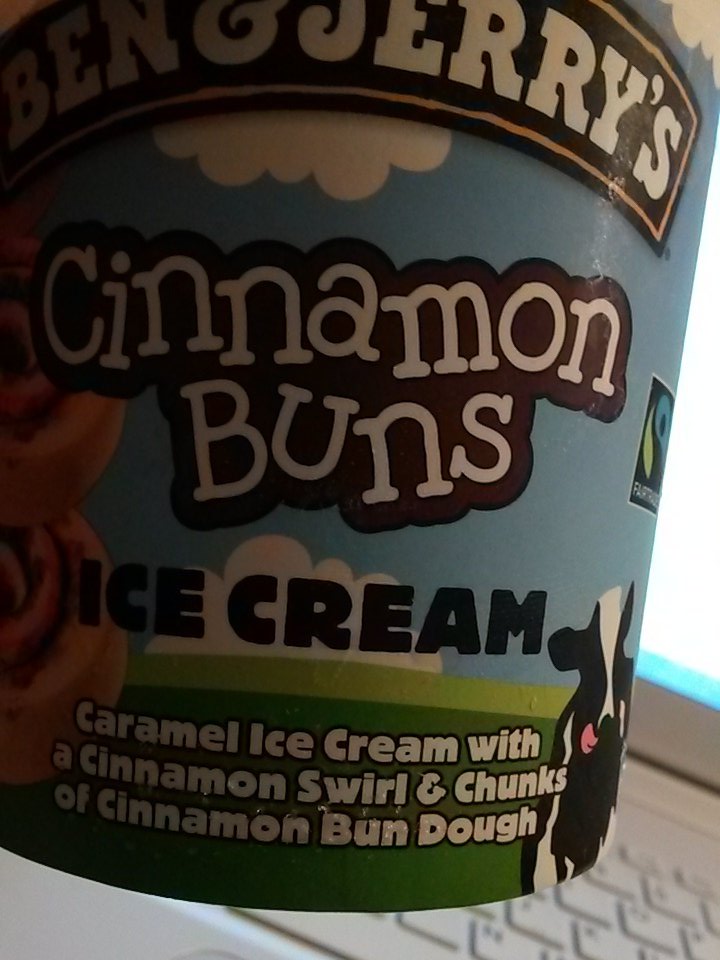 BEN & JERRY'S
Cinnamon
Buns
ICE CREAM
Caramel Ice Cream with
a Cinnamon Swirl & Chunks
of Cinnamon Bun Dough